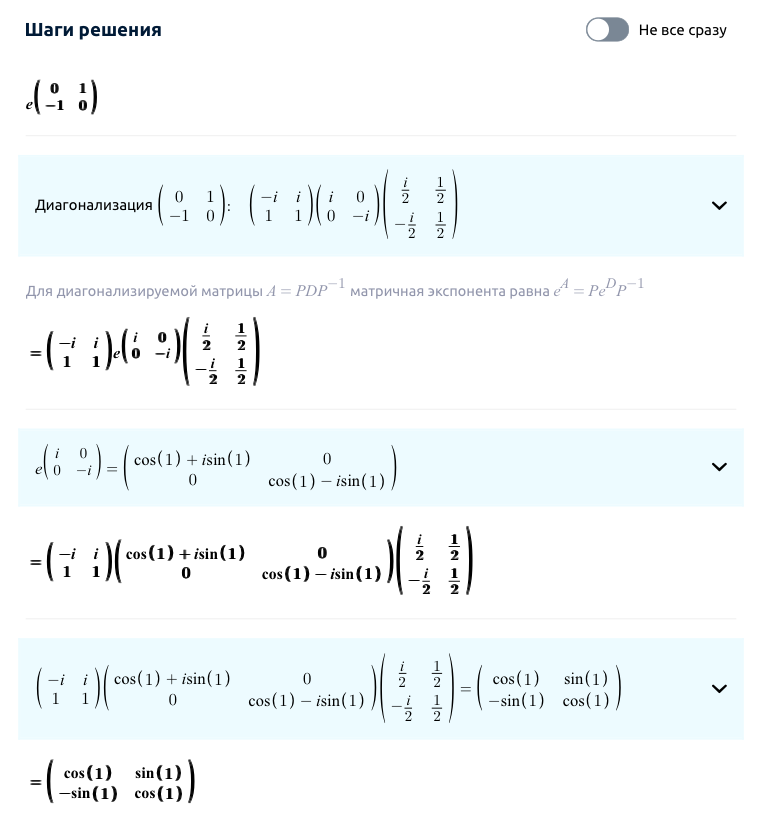 Шаги решения
Не все сразу
e^{\begin{pmatrix} 0 & 1 \\ -1 & 0 \end{pmatrix}}
Диагонализация \begin{pmatrix} 0 & 1 \\ -1 & 0 \end{pmatrix}: \begin{pmatrix} -i & i \\ 1 & 1 \end{pmatrix}\begin{pmatrix} i & 0 \\ 0 & -i \end{pmatrix}\begin{pmatrix} \frac{i}{2} & \frac{1}{2} \\ -\frac{i}{2} & \frac{1}{2} \end{pmatrix}
Для диагонализируемой матрицы A = PDP^{-1} матричная экспонента равна e^A = Pe^D P^{-1}
= \begin{pmatrix} -i & i \\ 1 & 1 \end{pmatrix} e^{\begin{pmatrix} i & 0 \\ 0 & -i \end{pmatrix}} \begin{pmatrix} \frac{i}{2} & \frac{1}{2} \\ -\frac{i}{2} & \frac{1}{2} \end{pmatrix}
e^{\begin{pmatrix} i & 0 \\ 0 & -i \end{pmatrix}} = \begin{pmatrix} cos(1) + isin(1) & 0 \\ 0 & cos(1) - isin(1) \end{pmatrix}
= \begin{pmatrix} -i & i \\ 1 & 1 \end{pmatrix}\begin{pmatrix} cos(1) + isin(1) & 0 \\ 0 & cos(1) - isin(1) \end{pmatrix}\begin{pmatrix} \frac{i}{2} & \frac{1}{2} \\ -\frac{i}{2} & \frac{1}{2} \end{pmatrix}
\begin{pmatrix} -i & i \\ 1 & 1 \end{pmatrix}\begin{pmatrix} cos(1) + isin(1) & 0 \\ 0 & cos(1) - isin(1) \end{pmatrix}\begin{pmatrix} \frac{i}{2} & \frac{1}{2} \\ -\frac{i}{2} & \frac{1}{2} \end{pmatrix} = \begin{pmatrix} cos(1) & sin(1) \\ -sin(1) & cos(1) \end{pmatrix}
= \begin{pmatrix} cos(1) & sin(1) \\ -sin(1) & cos(1) \end{pmatrix}